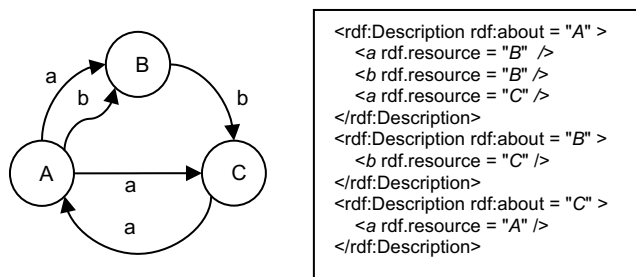 B
a
b
b
A
C
a
a
<rdf:Description rdf:about = "A" >
<a rdf.resource = "B" />
<b rdf.resource = "B" />
<a rdf.resource = "C" />
</rdf:Description>
<rdf:Description rdf:about = "B" >
<b rdf.resource = "C" />
</rdf:Description>
<rdf:Description rdf:about = "C" >
<a rdf.resource = "A" />
</rdf:Description>